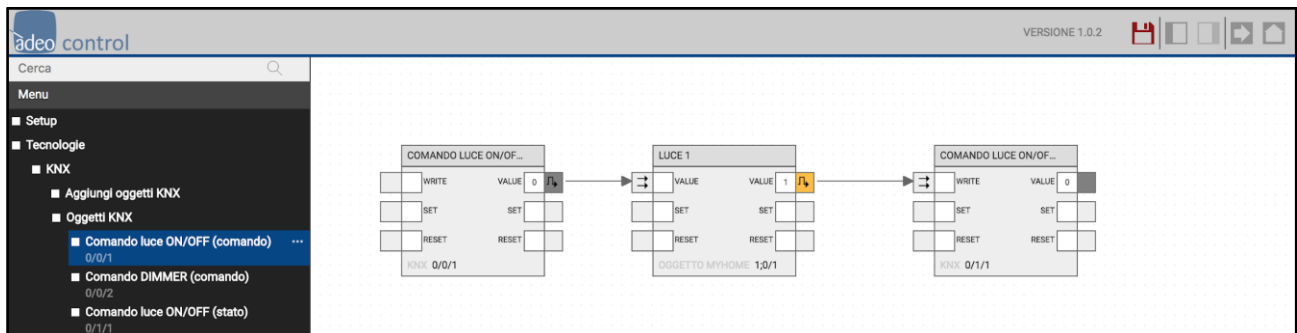 àdeo control
VERSIONE 1.0.2
Cerca
Menu
Setup
Tecnologie
KNX
Aggiungi oggetti KNX
Oggetti KNX
Comando luce ON/OFF (comando) ...
0/0/1
Comando DIMMER (comando)
0/0/2
Comando luce ON/OFF (stato)
0/1/1
COMANDO LUCE ON/OF...
WRITE VALUE 0
SET SET
RESET RESET
KNX 0/0/1
LUCE 1
VALUE VALUE 1
SET SET
RESET RESET
OGGETTO MYHOME 1;0/1
COMANDO LUCE ON/OF...
WRITE VALUE 0
SET SET
RESET RESET
KNX 0/1/1